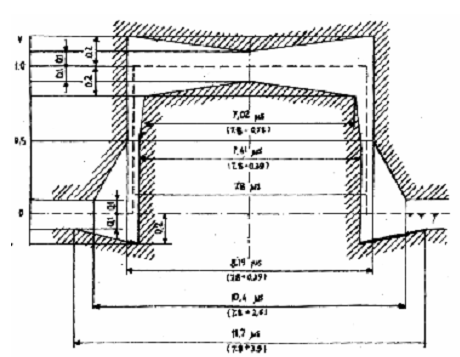 V
0.1
0.2
1.0
0.1
0.2
7,02 μs
(7.8 - 0,78)
0,5
7,41 μs
(7.8 - 0,39)
7,8 μs
0.1
0
0.1
0.2
8,19 μs
(7.8 + 0,39)
10,4 μs
(7.8 + 2,6)
11,7 μs
(7.8 + 3,9)